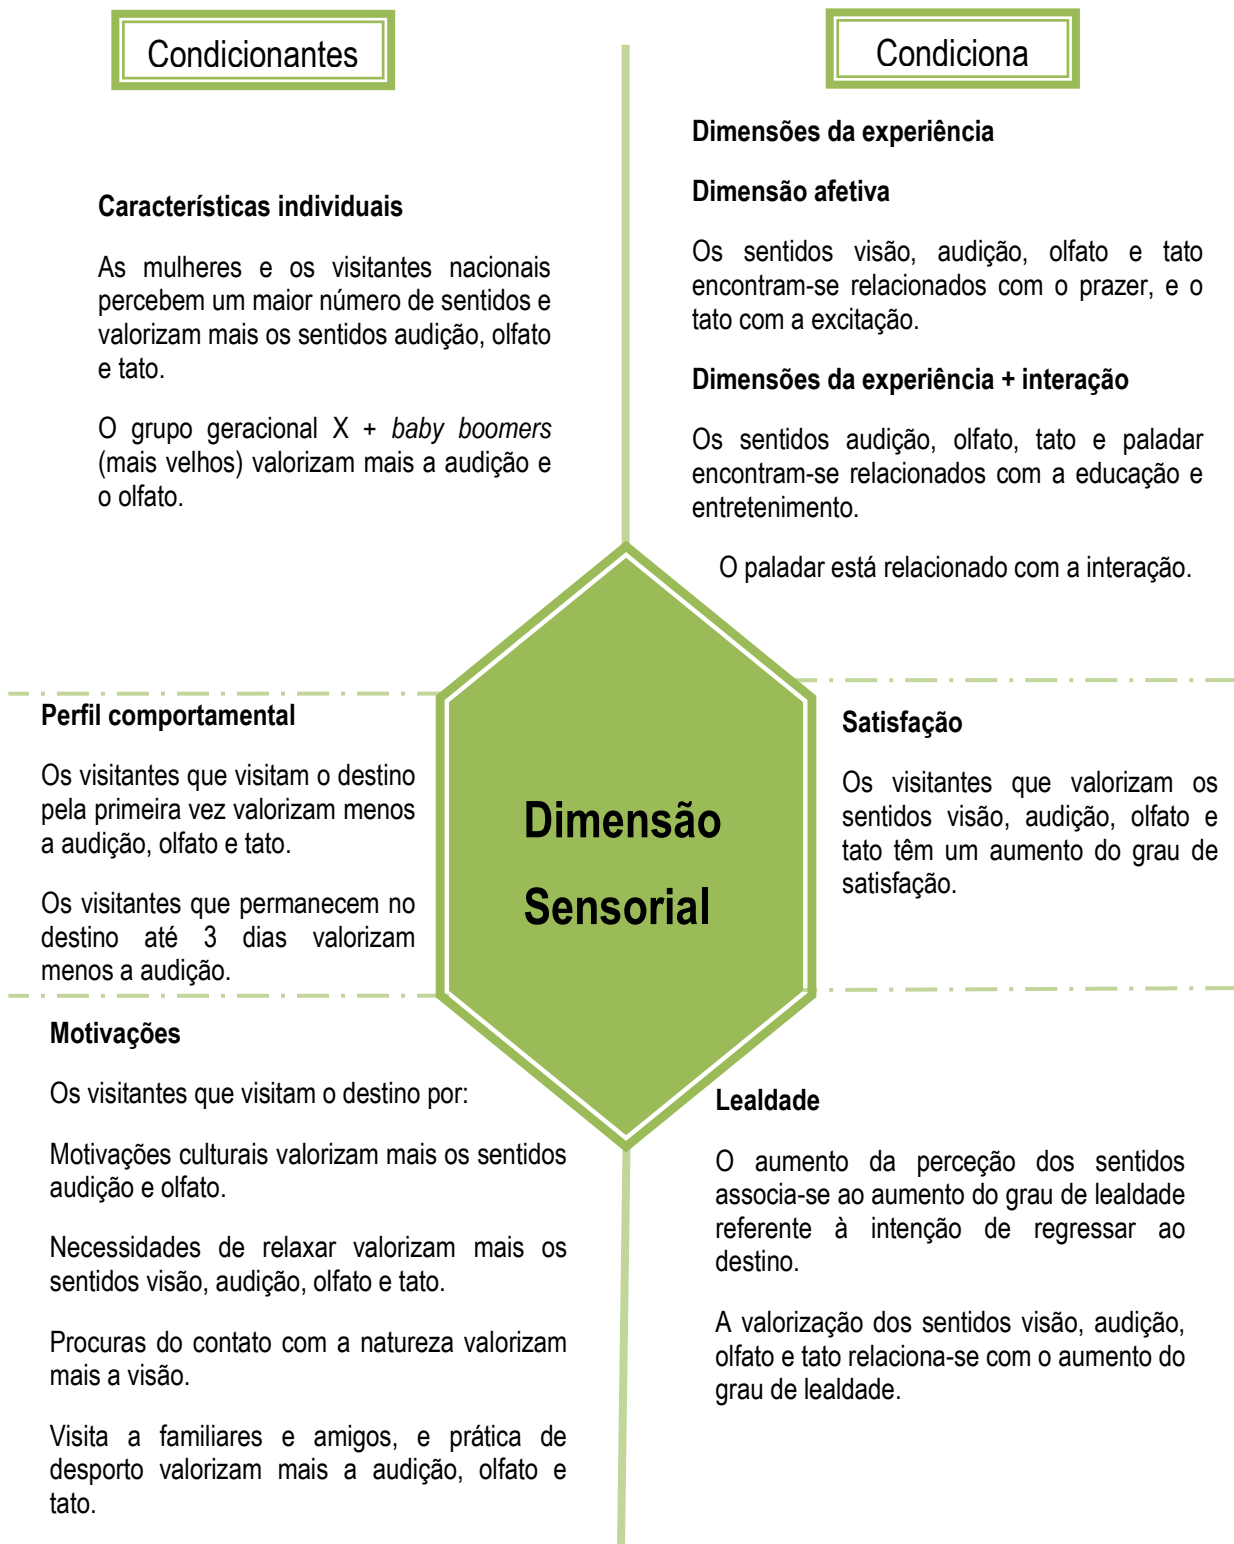 Condicionantes
Características individuais
As mulheres e os visitantes nacionais
percebem um maior número de sentidos e
valorizam mais os sentidos audição, olfato
e tato.
O grupo geracional X + baby boomers
(mais velhos) valorizam mais a audição e
o olfato.
Perfil comportamental
Os visitantes que visitam o destino
pela primeira vez valorizam menos
a audição, olfato e tato.
Os visitantes que permanecem no
destino até 3 dias valorizam
menos a audição.
Motivações
Os visitantes que visitam o destino por:
Motivações culturais valorizam mais os sentidos
audição e olfato.
Necessidades de relaxar valorizam mais os
sentidos visão, audição, olfato e tato.
Procuras do contato com a natureza valorizam
mais a visão.
Visita a familiares e amigos, e prática de
desporto valorizam mais a audição, olfato e
tato.
Dimensão
Sensorial
Condiciona
Dimensões da experiência
Dimensão afetiva
Os sentidos visão, audição, olfato e tato
encontram-se relacionados com o prazer, e o
tato com a excitação.
Dimensões da experiência + interação
Os sentidos audição, olfato, tato e paladar
encontram-se relacionados com a educação e
entretenimento.
O paladar está relacionado com a interação.
Satisfação
Os visitantes que valorizam os
sentidos visão, audição, olfato e
tato têm um aumento do grau de
satisfação.
Lealdade
O aumento da perceção dos sentidos
associa-se ao aumento do grau de lealdade
referente à intenção de regressar ao
destino.
A valorização dos sentidos visão, audição,
olfato e tato relaciona-se com o aumento do
grau de lealdade.